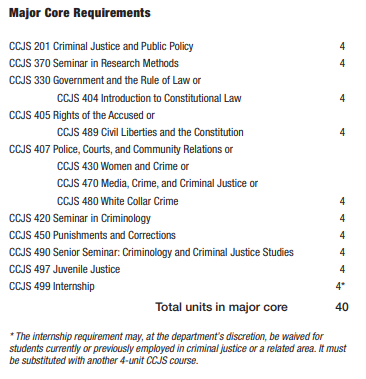 Major Core Requirements
CCJS 201 Criminal Justice and Public Policy 4
CCJS 370 Seminar in Research Methods 4
CCJS 330 Government and the Rule of Law or
CCJS 404 Introduction to Constitutional Law 4
CCJS 405 Rights of the Accused or
CCJS 489 Civil Liberties and the Constitution 4
CCJS 407 Police, Courts, and Community Relations or
CCJS 430 Women and Crime or
CCJS 470 Media, Crime, and Criminal Justice or
CCJS 480 White Collar Crime 4
CCJS 420 Seminar in Criminology 4
CCJS 450 Punishments and Corrections 4
CCJS 490 Senior Seminar: Criminology and Criminal Justice Studies 4
CCJS 497 Juvenile Justice 4
CCJS 499 Internship 4*
Total units in major core 40
* The internship requirement may, at the department's discretion, be waived for
students currently or previously employed in criminal justice or a related area. It must
be substituted with another 4-unit CCJS course.